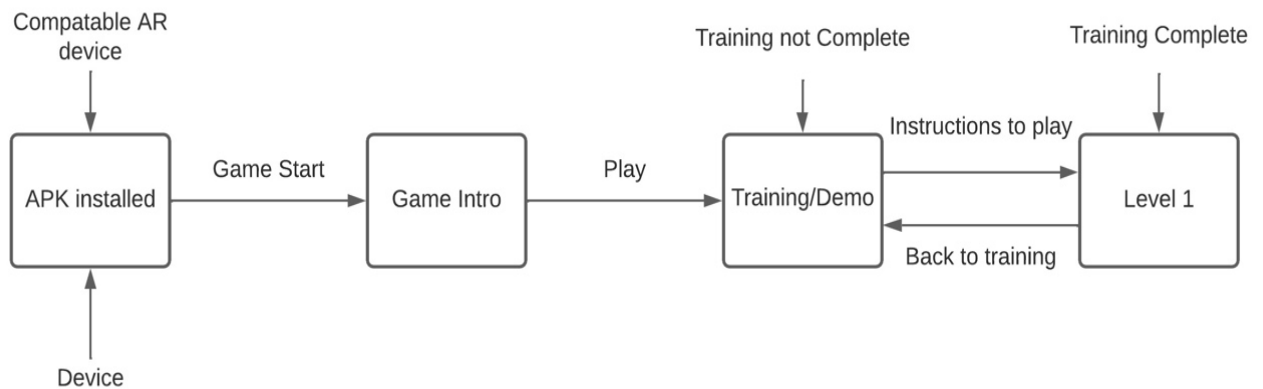 Compatable AR
device
Training not Complete
Training Complete
Instructions to play
Game Start
Play
APK installed
Game Intro
Training/Demo
Level 1
Back to training
Device